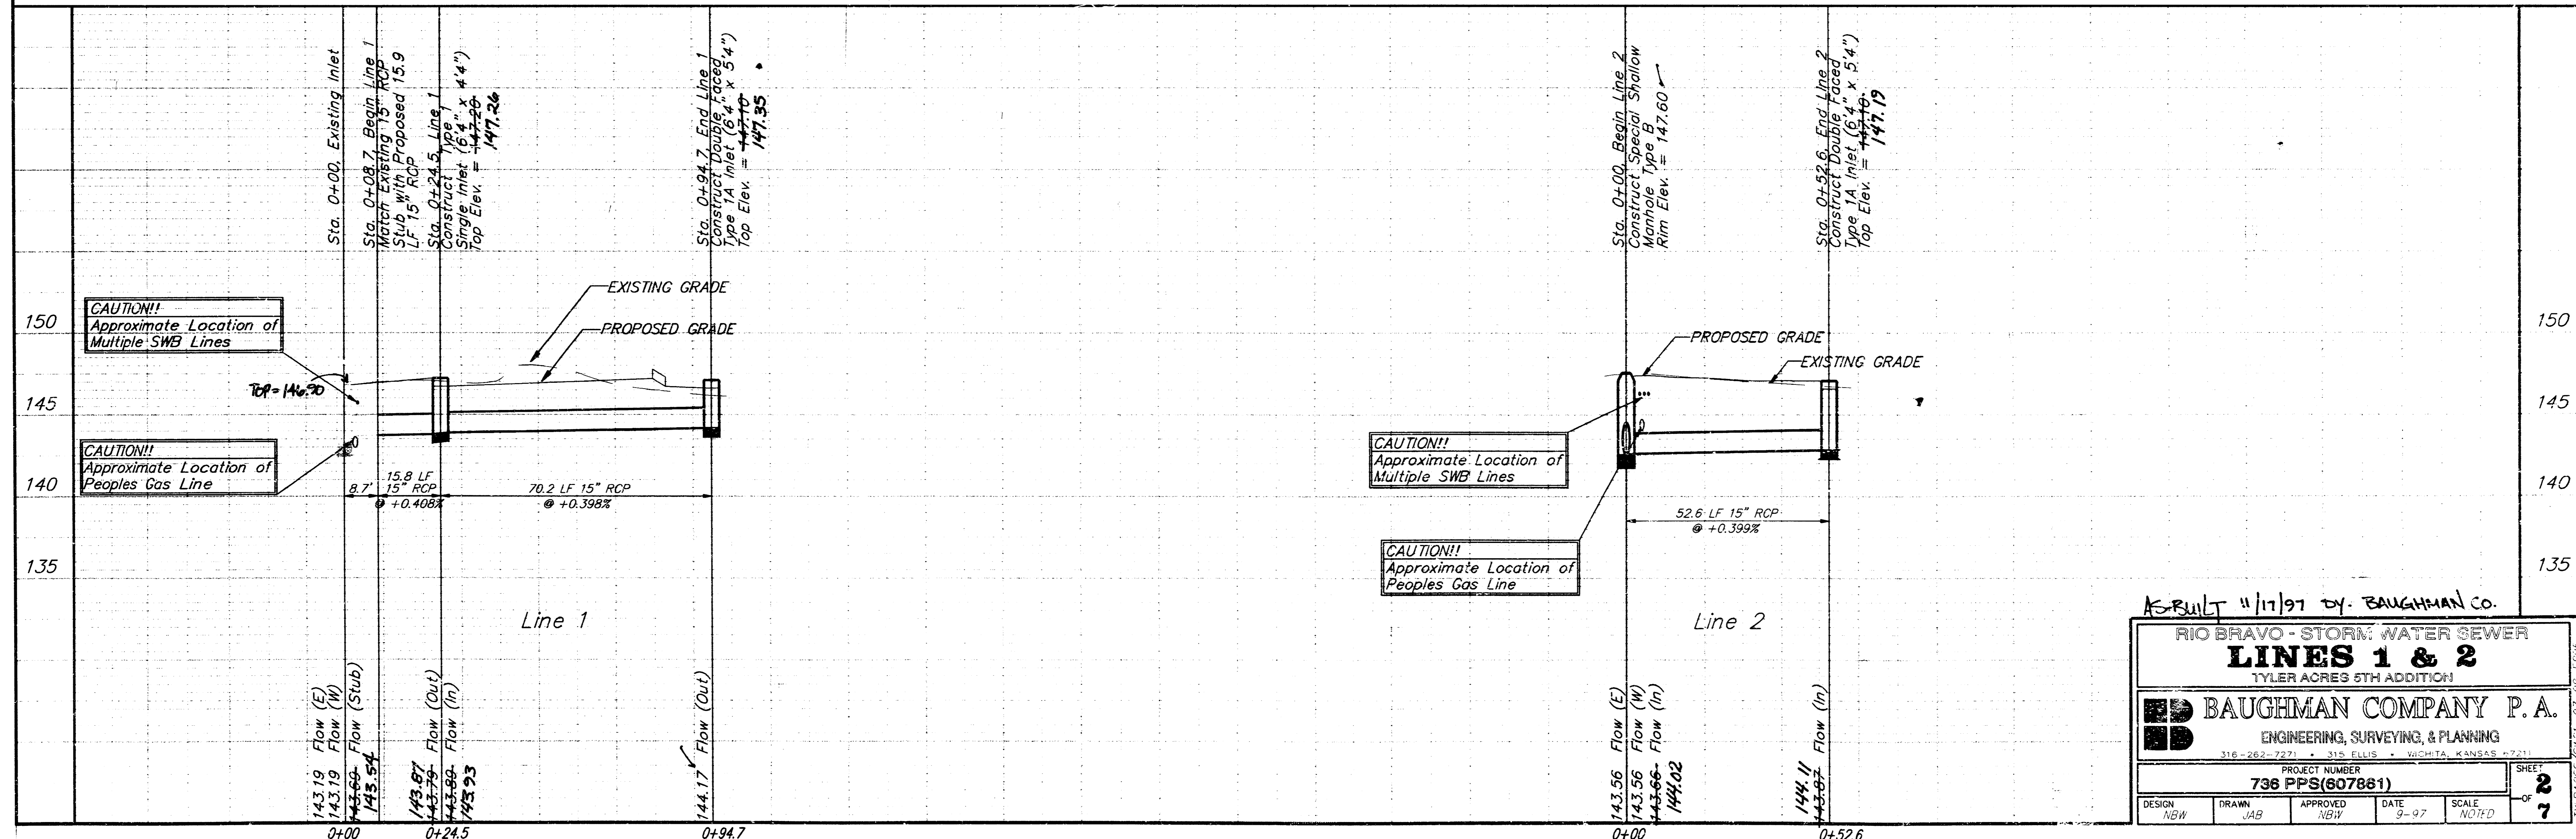 Sta. 0+00, Existing Inlet
Sta. 0+08.7, Begin Line 1
Match Existing 15" RCP
Stub with Proposed 15.9
LF 15" RCP
Sta. 0+24.5, Line 1
Construct Type 1
Single Inlet (6'4" x 4'4")
Top Elev. = 147.20
147.26
Sta. 0+94.7, End Line 1
Construct Double Faced
Type 1A Inlet (6'4" x 5'4")
Top Elev. = 147.10
147.35
Sta. 0+00, Begin Line 2
Construct Special Shallow
Manhole Type B
Rim Elev. = 147.60
Sta. 0+52.6, End Line 2
Construct Double Faced
Type 1A Inlet (6'4" x 5'4")
Top Elev. = 147.10
147.19
EXISTING GRADE
PROPOSED GRADE
CAUTION!!
Approximate Location of
Multiple SWB Lines
TOP=146.90
CAUTION!!
Approximate Location of
Peoples Gas Line
8.7'
15.8 LF
15" RCP
@ +0.408%
70.2 LF 15" RCP
@ +0.398%
PROPOSED GRADE
EXISTING GRADE
CAUTION!!
Approximate Location of
Multiple SWB Lines
CAUTION!!
Approximate Location of
Peoples Gas Line
52.6 LF 15" RCP
@ +0.399%
150
145
140
135
150
145
140
135
Line 1
Line 2
143.19 Flow (E)
143.19 Flow (W)
143.60 Flow (Stub)
143.54
143.87
143.79 Flow (Out)
143.89 Flow (In)
143.93
144.17 Flow (Out)
143.56 Flow (E)
143.56 Flow (W)
143.66 Flow (In)
144.02
144.11
143.87 Flow (In)
0+00
0+24.5
0+94.7
0+00
0+52.6
AS-BUILT 11/17/97 BY: BAUGHMAN CO.
RIO BRAVO - STORM WATER SEWER
LINES 1 & 2
TYLER ACRES 5TH ADDITION
BAUGHMAN COMPANY P. A.
ENGINEERING, SURVEYING, & PLANNING
316-262-7271 • 315 ELLIS • WICHITA, KANSAS 67211
PROJECT NUMBER
736 PPS(607861)
SHEET
2
OF
7
DESIGN
NBW
DRAWN
JAB
APPROVED
NBW
DATE
9-97
SCALE
NOTED